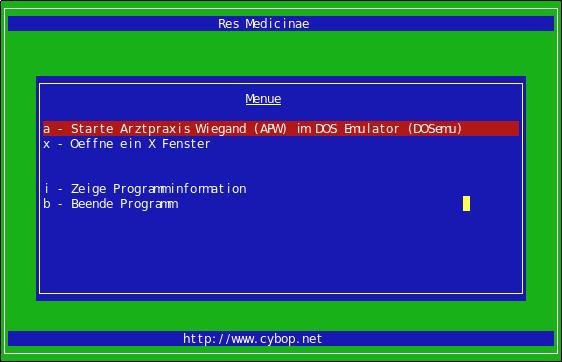 Res Medicinae
Menue
a - Starte Arztpraxis Wiegand (APW) im DOS Emulator (DOSemu)
x - Oeffne ein X Fenster
i - Zeige Programminformation
b - Beende Programm
http://www.cybop.net